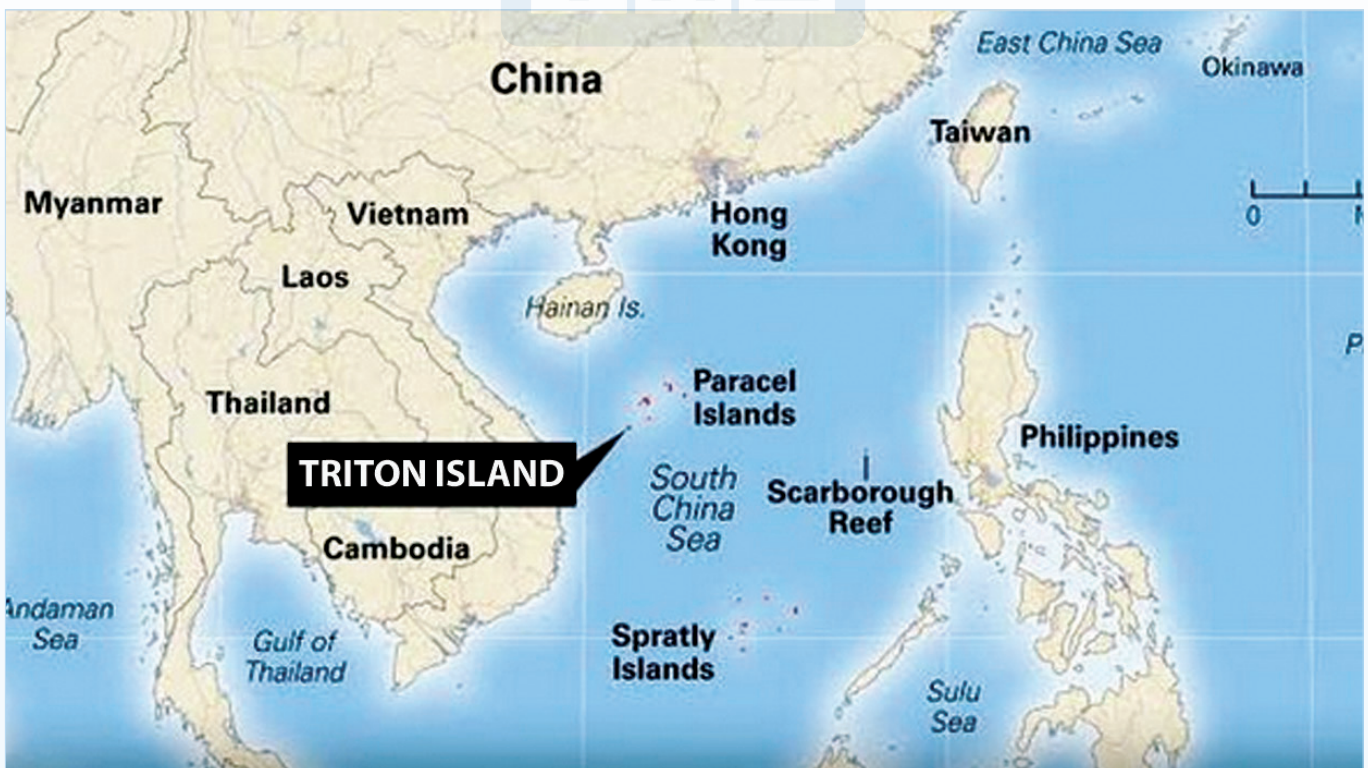 East China Sea
Okinawa
China
Taiwan
Myanmar
Vietnam
Hong
Kong
0
Laos
Hainan Is.
Paracel
Islands
Thailand
Philippines
TRITON ISLAND
South
China
Sea
Scarborough
Reef
Cambodia
Andaman
Sea
Gulf of
Thailand
Spratly
Islands
Sulu
Sea